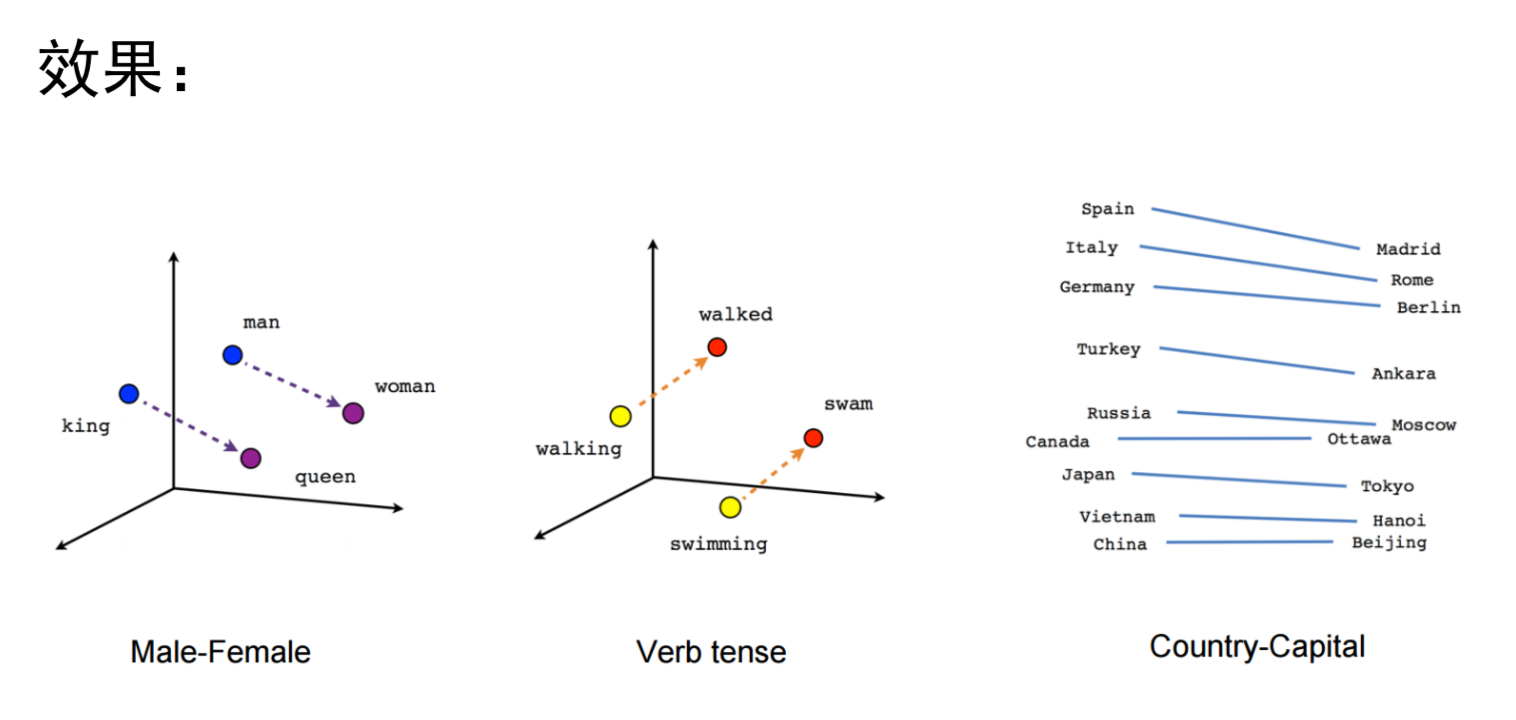 效果：
man
woman
king
queen
Male-Female
walked
swam
walking
swimming
Verb tense
Spain Madrid
Italy Rome
Germany Berlin
Turkey Ankara
Russia Moscow
Canada Ottawa
Japan Tokyo
Vietnam Hanoi
China Beijing
Country-Capital